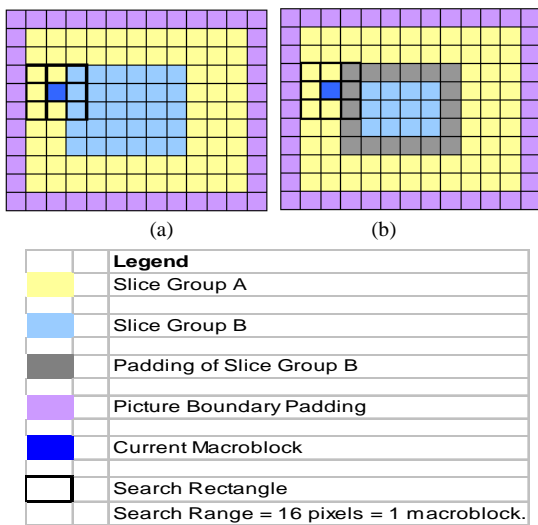 (a) (b)
Legend
Slice Group A
Slice Group B
Padding of Slice Group B
Picture Boundary Padding
Current Macroblock
Search Rectangle
Search Range = 16 pixels = 1 macroblock.